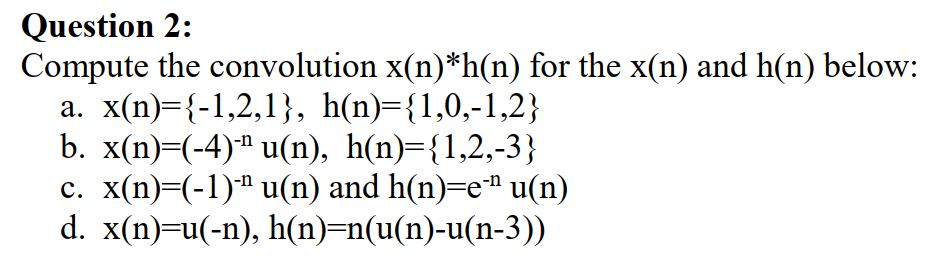 Question 2:
Compute the convolution x(n)*h(n) for the x(n) and h(n) below:
a. x(n)={-1,2,1}, h(n)={1,0,-1,2}
b. x(n)=(-4)⁻ⁿ u(n), h(n)={1,2,-3}
c. x(n)=(-1)⁻ⁿ u(n) and h(n)=e⁻ⁿ u(n)
d. x(n)=u(-n), h(n)=n(u(n)-u(n-3))